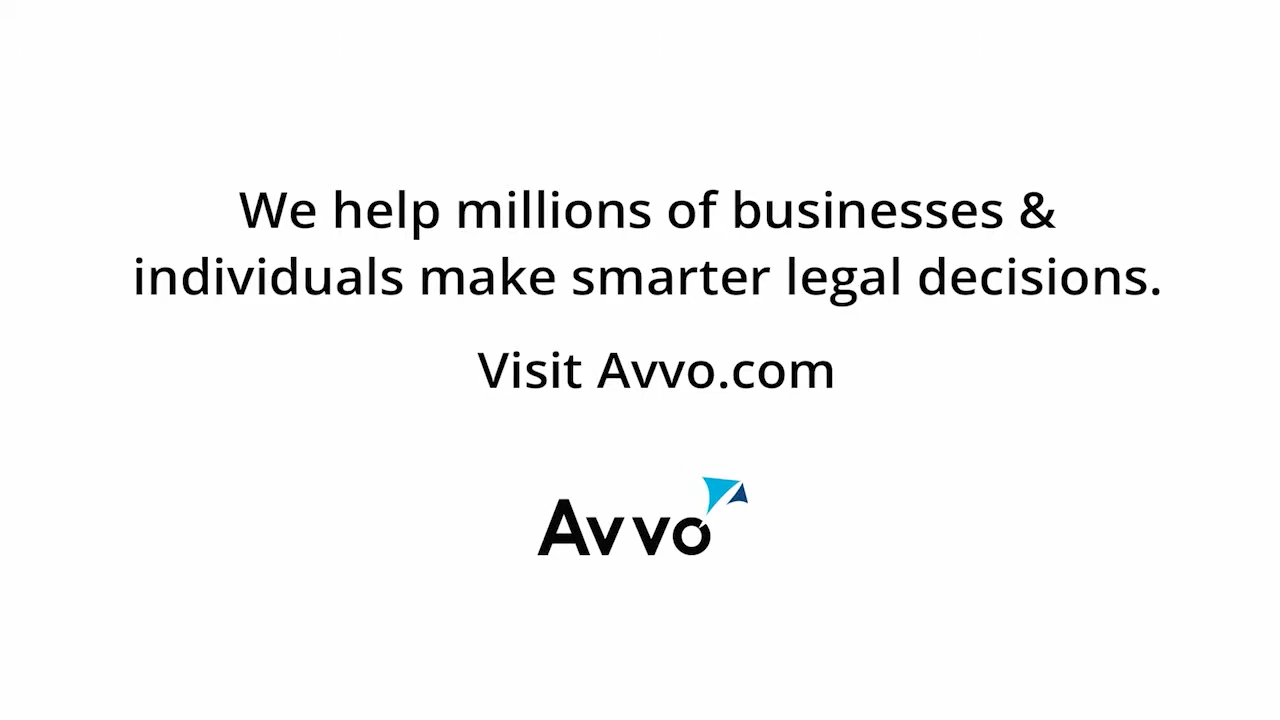 We help millions of businesses &
individuals make smarter legal decisions.
Visit Avvo.com
Avvo